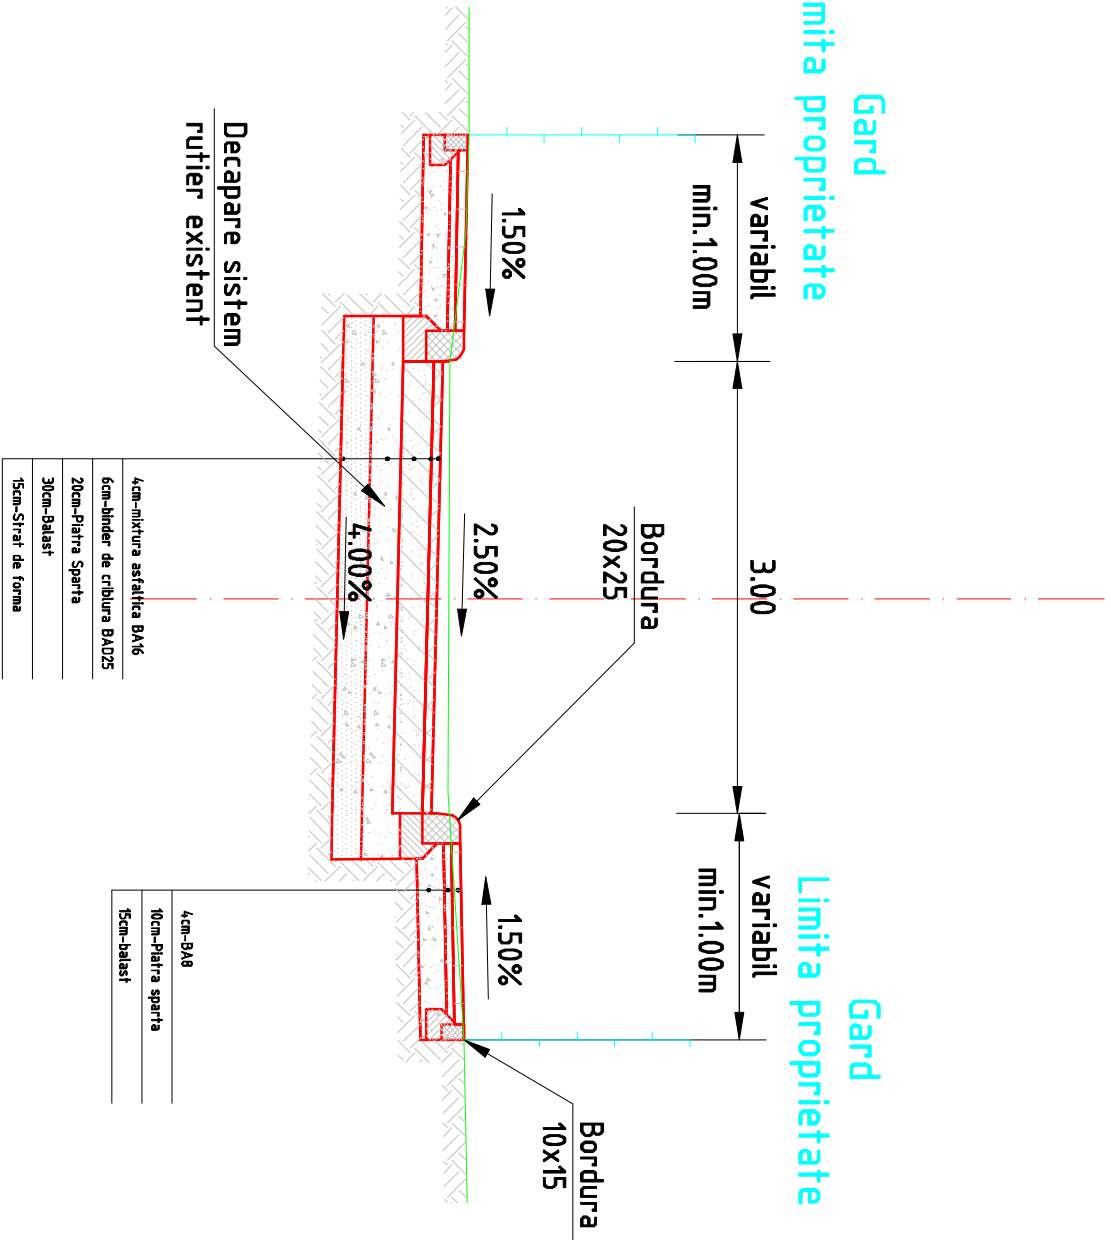 Gard
mita proprietate
variabil
min.1.00m
1.50%
Decapare sistem
rutier existent
3.00
Bordura
20x25
2.50%
4.00%
4cm-mixtura asfaltica BA16
6cm-binder de criblura BAD25
20cm-Piatra Sparta
30cm-Balast
15cm-Strat de forma
Gard
Limita proprietate
variabil
min.1.00m
1.50%
4cm-BA8
10cm-Piatra sparta
15cm-balast
Bordura
10x15